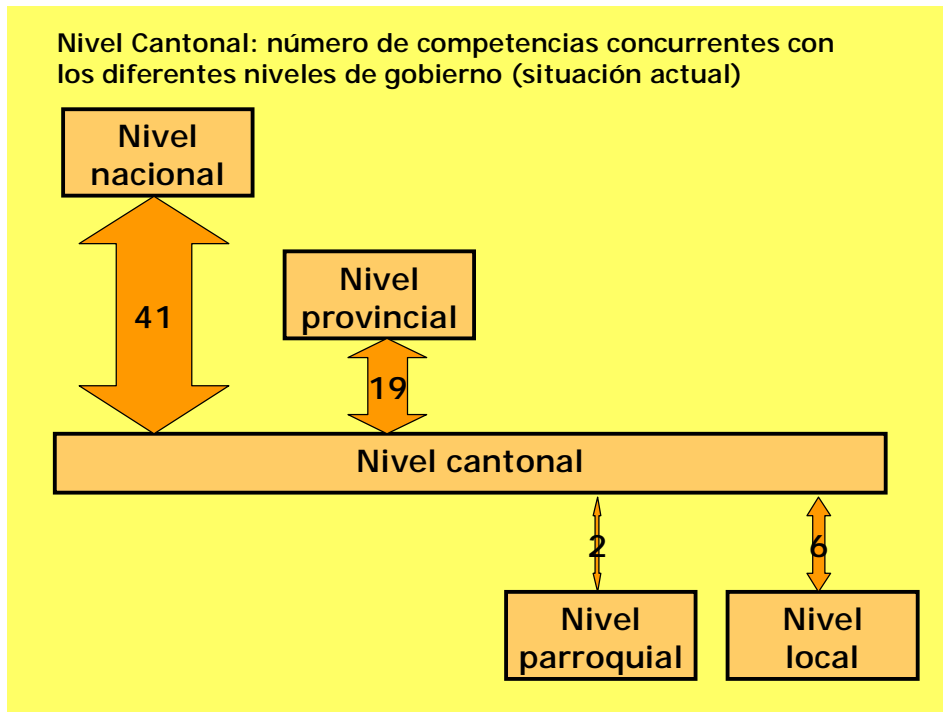 Nivel Cantonal: número de competencias concurrentes con
los diferentes niveles de gobierno (situación actual)
Nivel
nacional
Nivel
provincial
41
19
Nivel cantonal
2
6
Nivel
parroquial
Nivel
local